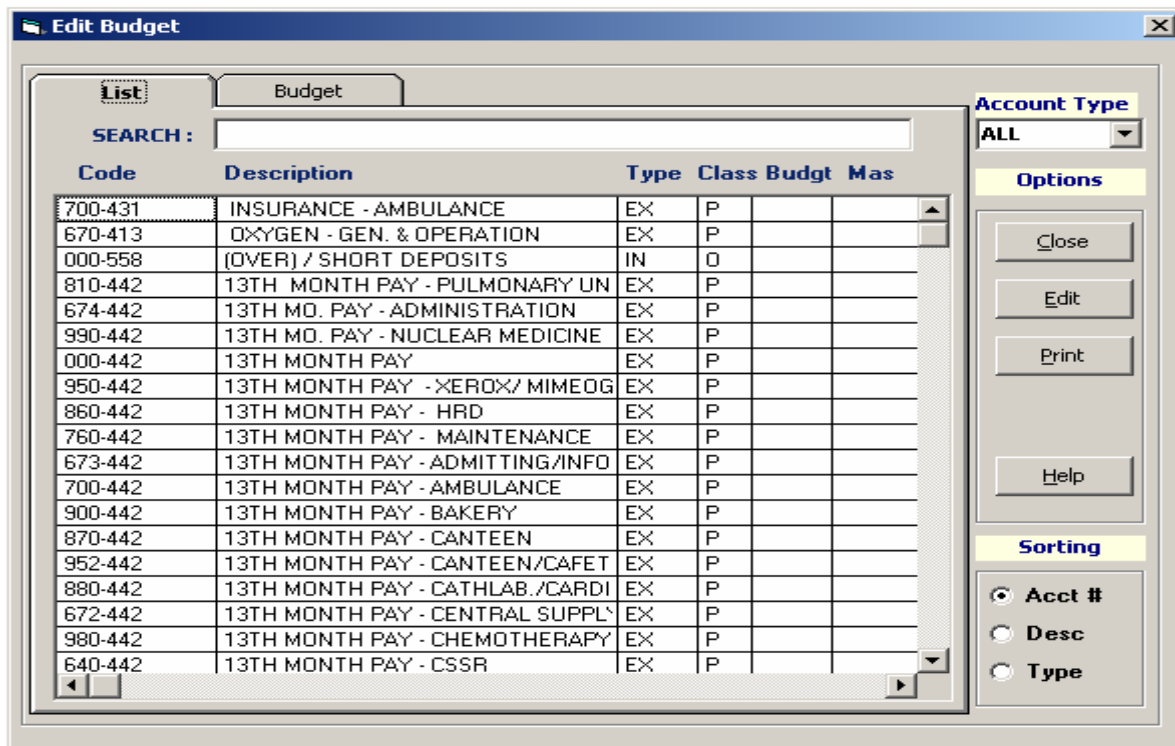 Edit Budget
List Budget
SEARCH :
Account Type
ALL
Code Description Type Class Budgt Mas
Options
700-431 INSURANCE - AMBULANCE EX P
670-413 OXYGEN - GEN. & OPERATION EX P
000-558 (OVER) / SHORT DEPOSITS IN O
810-442 13TH MONTH PAY - PULMONARY UN EX P
674-442 13TH MO. PAY - ADMINISTRATION EX P
990-442 13TH MO. PAY - NUCLEAR MEDICINE EX P
000-442 13TH MONTH PAY EX P
950-442 13TH MONTH PAY - XEROX/ MIMEOG EX P
860-442 13TH MONTH PAY - HRD EX P
760-442 13TH MONTH PAY - MAINTENANCE EX P
673-442 13TH MONTH PAY - ADMITTING/INFO EX P
700-442 13TH MONTH PAY - AMBULANCE EX P
900-442 13TH MONTH PAY - BAKERY EX P
870-442 13TH MONTH PAY - CANTEEN EX P
952-442 13TH MONTH PAY - CANTEEN/CAFET EX P
880-442 13TH MONTH PAY - CATHLAB./CARDI EX P
672-442 13TH MONTH PAY - CENTRAL SUPPLY EX P
980-442 13TH MONTH PAY - CHEMOTHERAPY EX P
640-442 13TH MONTH PAY - CSSR EX P
Close
Edit
Print
Help
Sorting
Acct #
Desc
Type